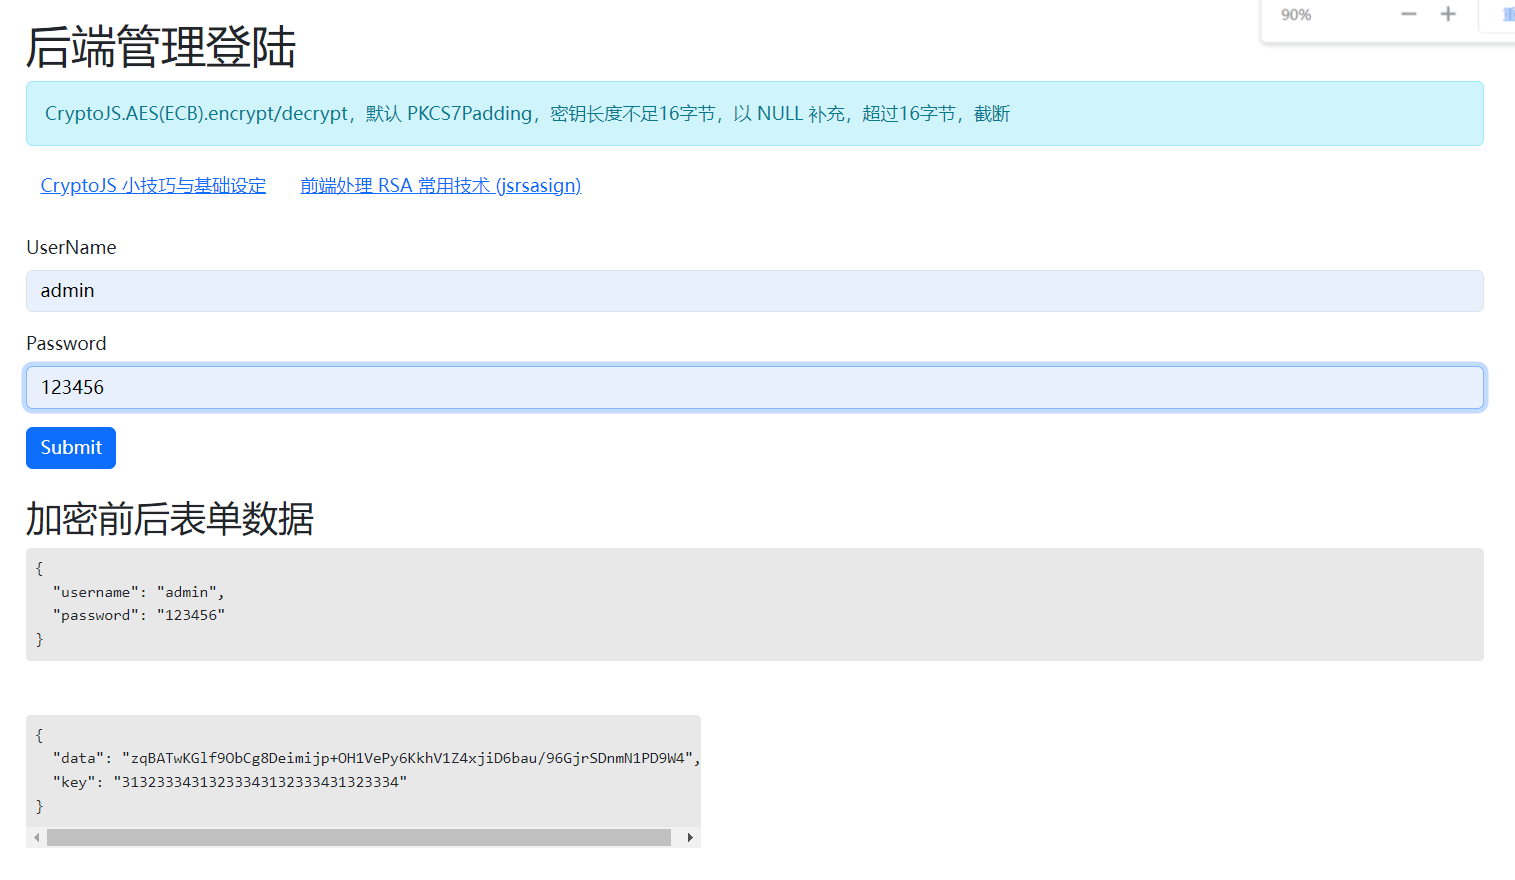 90%
后端管理登陆
CryptoJS.AES(ECB).encrypt/decrypt，默认 PKCS7Padding，密钥长度不足16字节，以 NULL 补充，超过16字节，截断
CryptoJS 小技巧与基础设定 前端处理 RSA 常用技术 (jsrsasign)
UserName
admin
Password
123456
Submit
加密前后表单数据
{
"username": "admin",
"password": "123456"
}
{
"data": "zqBATwKGlf9ObCg8Deimijp+OH1VePy6KkhV1Z4xjiD6bau/96GjrSDnmN1PD9W4",
"key": "31323334313233343132333431323334"
}